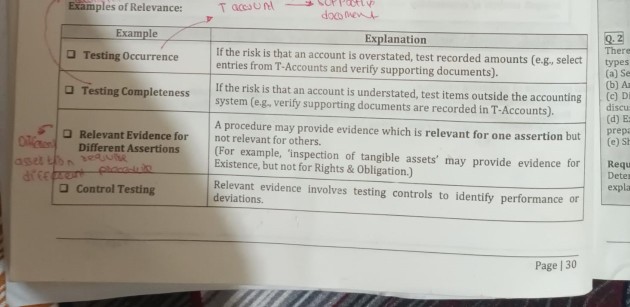 Examples of Relevance:
T account →
document
Example
Explanation
❑ Testing Occurrence
If the risk is that an account is overstated, test recorded amounts (e.g., select
entries from T-Accounts and verify supporting documents).
❑ Testing Completeness
If the risk is that an account is understated, test items outside the accounting
system (e.g., verify supporting documents are recorded in T-Accounts).
❑ Relevant Evidence for
Different Assertions
A procedure may provide evidence which is relevant for one assertion but
not relevant for others.
(For example, 'inspection of tangible assets' may provide evidence for
Existence, but not for Rights & Obligation.)
Different
assertion require
different procedure
❑ Control Testing
Relevant evidence involves testing controls to identify performance or
deviations.
Page | 30
Q. 2
There
types
(a) Se
(b)
(c)
discu
(d)
prepa
(e)
Requ
Deter
expla